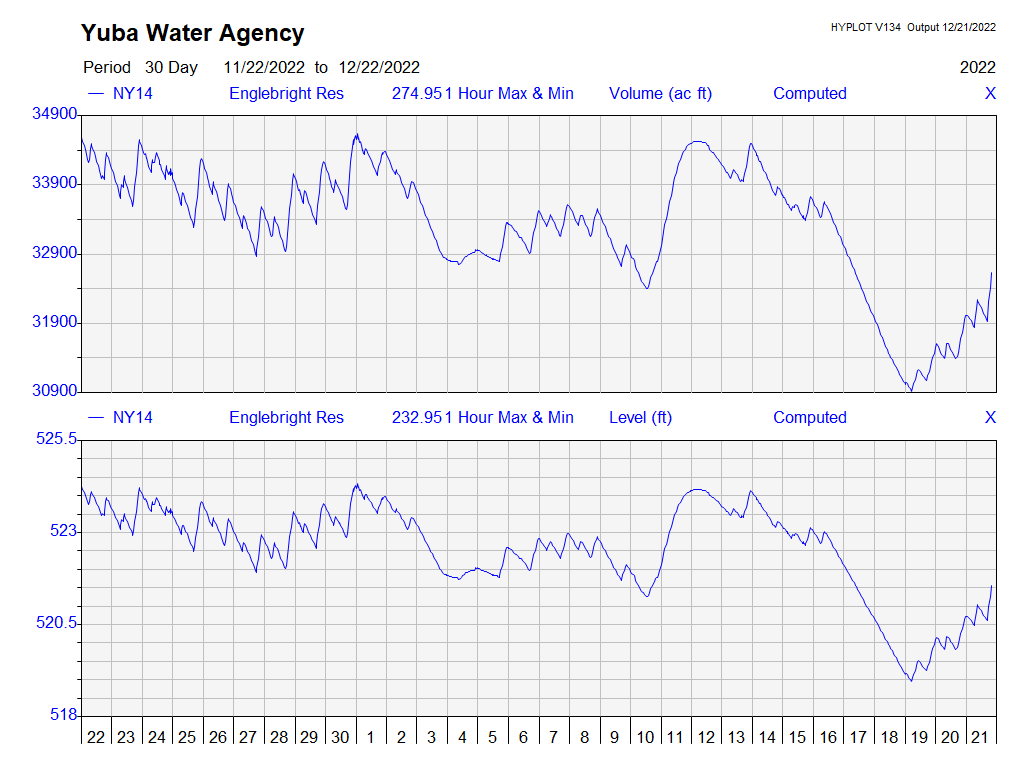 Yuba Water Agency
HYPLOT V134 Output 12/21/2022
Period 30 Day 11/22/2022 to 12/22/2022 2022
NY14 Englebright Res 274.951 Hour Max & Min Volume (ac ft) Computed X
34900
33900
32900
31900
30900
NY14 Englebright Res 232.951 Hour Max & Min Level (ft) Computed X
525.5
523
520.5
518
22 23 24 25 26 27 28 29 30 1 2 3 4 5 6 7 8 9 10 11 12 13 14 15 16 17 18 19 20 21